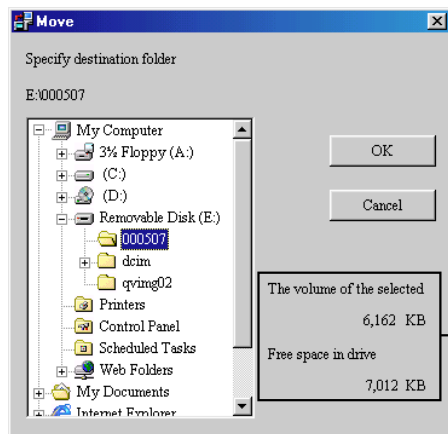 Move
Specify destination folder
E:\000507
My Computer
3½ Floppy (A:)
(C:)
(D:)
Removable Disk (E:)
000507
dcim
qvimg02
Printers
Control Panel
Scheduled Tasks
Web Folders
My Documents
Internet Explorer
OK
Cancel
The volume of the selected
6,162 KB
Free space in drive
7,012 KB